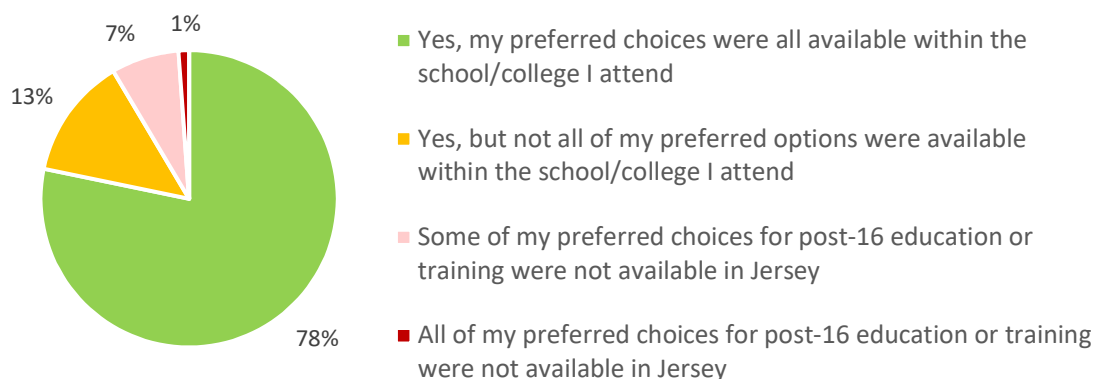 1%
7%
13%
78%
Yes, my preferred choices were all available within the
school/college I attend
Yes, but not all of my preferred options were available
within the school/college I attend
Some of my preferred choices for post-16 education or
training were not available in Jersey
All of my preferred choices for post-16 education or training
were not available in Jersey